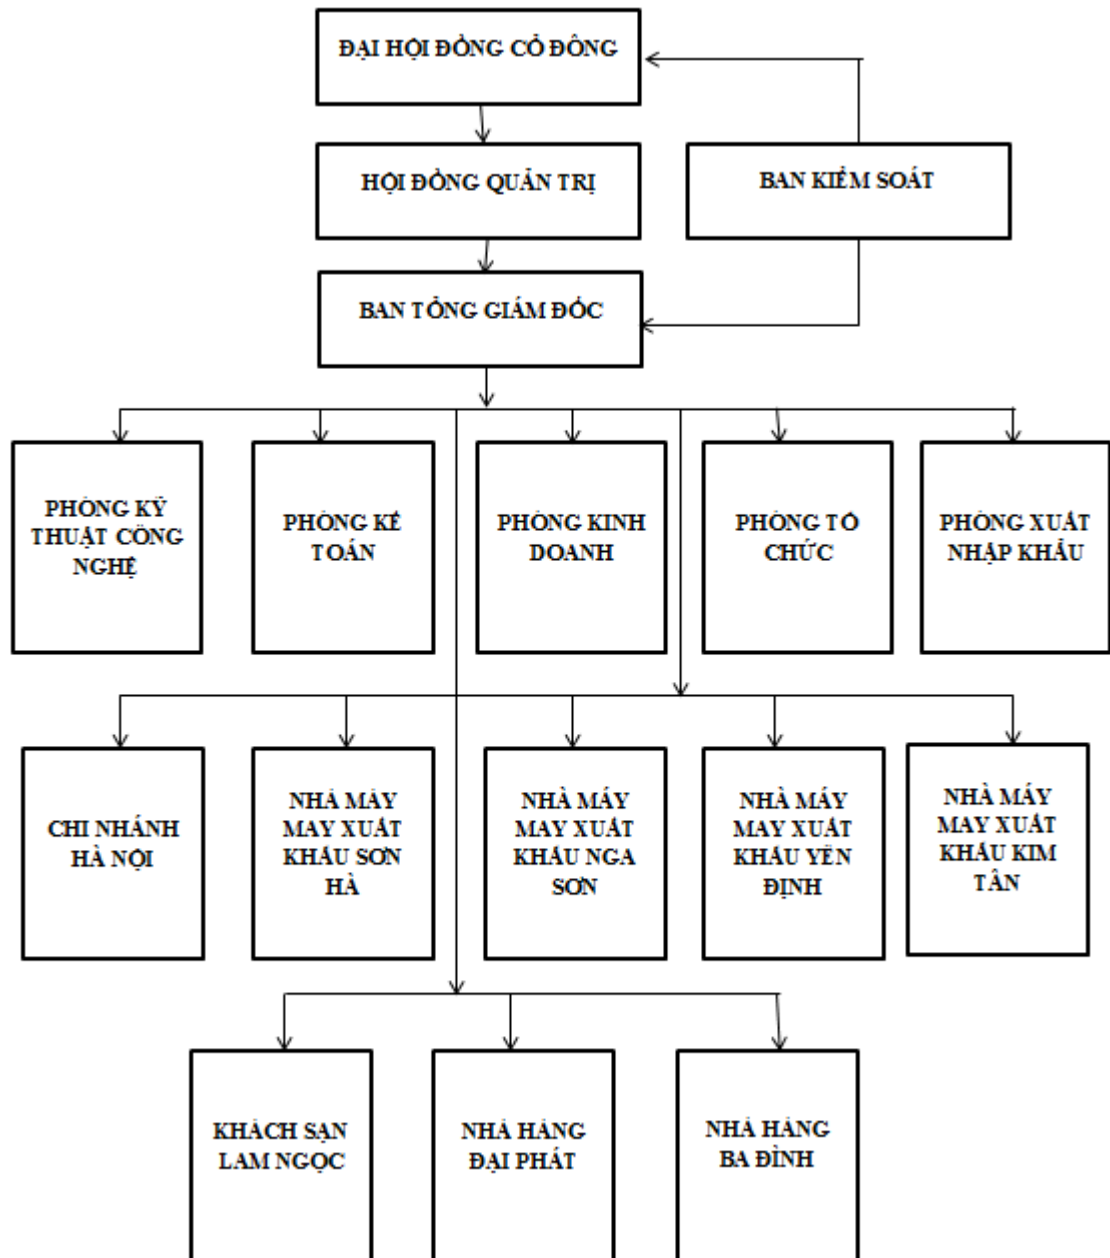 ĐẠI HỘI ĐỒNG CỔ ĐÔNG
HỘI ĐỒNG QUẢN TRỊ
BAN KIỂM SOÁT
BAN TỔNG GIÁM ĐỐC
PHÒNG KỸ
THUẬT CÔNG
NGHỆ
PHÒNG KẾ
TOÁN
PHÒNG KINH
DOANH
PHÒNG TỔ
CHỨC
PHÒNG XUẤT
NHẬP KHẨU
CHI NHÁNH
HÀ NỘI
NHÀ MÁY
MAY XUẤT
KHẨU SƠN
HÀ
NHÀ MÁY
MAY XUẤT
KHẨU NGA
SƠN
NHÀ MÁY
MAY XUẤT
KHẨU YÊN
ĐỊNH
NHÀ MÁY
MAY XUẤT
KHẨU KIM
TÂN
KHÁCH SẠN
LAM NGỌC
NHÀ HÀNG
ĐẠI PHÁT
NHÀ HÀNG
BA ĐÌNH